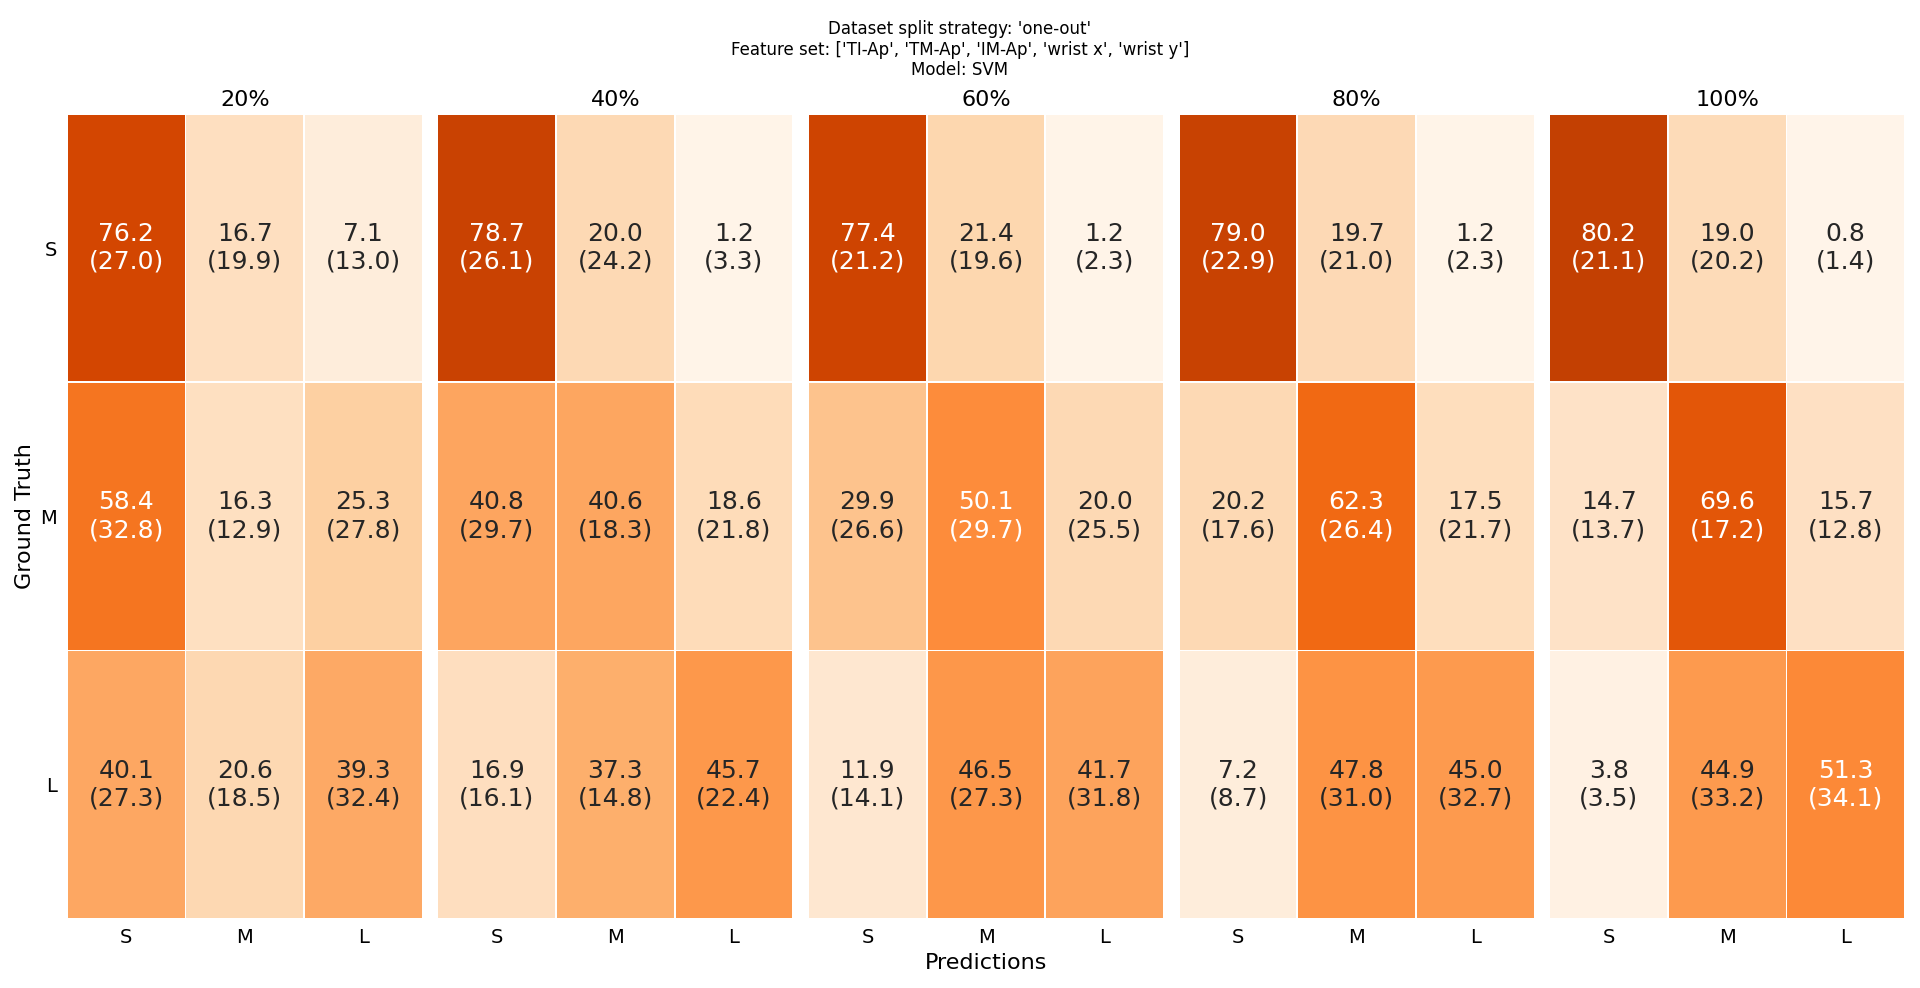 Dataset split strategy: 'one-out'
Feature set: ['TI-Ap', 'TM-Ap', 'IM-Ap', 'wrist x', 'wrist y']
Model: SVM
20% 40% 60% 80% 100%
S
76.2 16.7 7.1 78.7 20.0 1.2 77.4 21.4 1.2 79.0 19.7 1.2 80.2 19.0 0.8
(27.0) (19.9) (13.0) (26.1) (24.2) (3.3) (21.2) (19.6) (2.3) (22.9) (21.0) (2.3) (21.1) (20.2) (1.4)
Ground Truth
M
58.4 16.3 25.3 40.8 40.6 18.6 29.9 50.1 20.0 20.2 62.3 17.5 14.7 69.6 15.7
(32.8) (12.9) (27.8) (29.7) (18.3) (21.8) (26.6) (29.7) (25.5) (17.6) (26.4) (21.7) (13.7) (17.2) (12.8)
L
40.1 20.6 39.3 16.9 37.3 45.7 11.9 46.5 41.7 7.2 47.8 45.0 3.8 44.9 51.3
(27.3) (18.5) (32.4) (16.1) (14.8) (22.4) (14.1) (27.3) (31.8) (8.7) (31.0) (32.7) (3.5) (33.2) (34.1)
S M L S M L S M L S M L S M L
Predictions